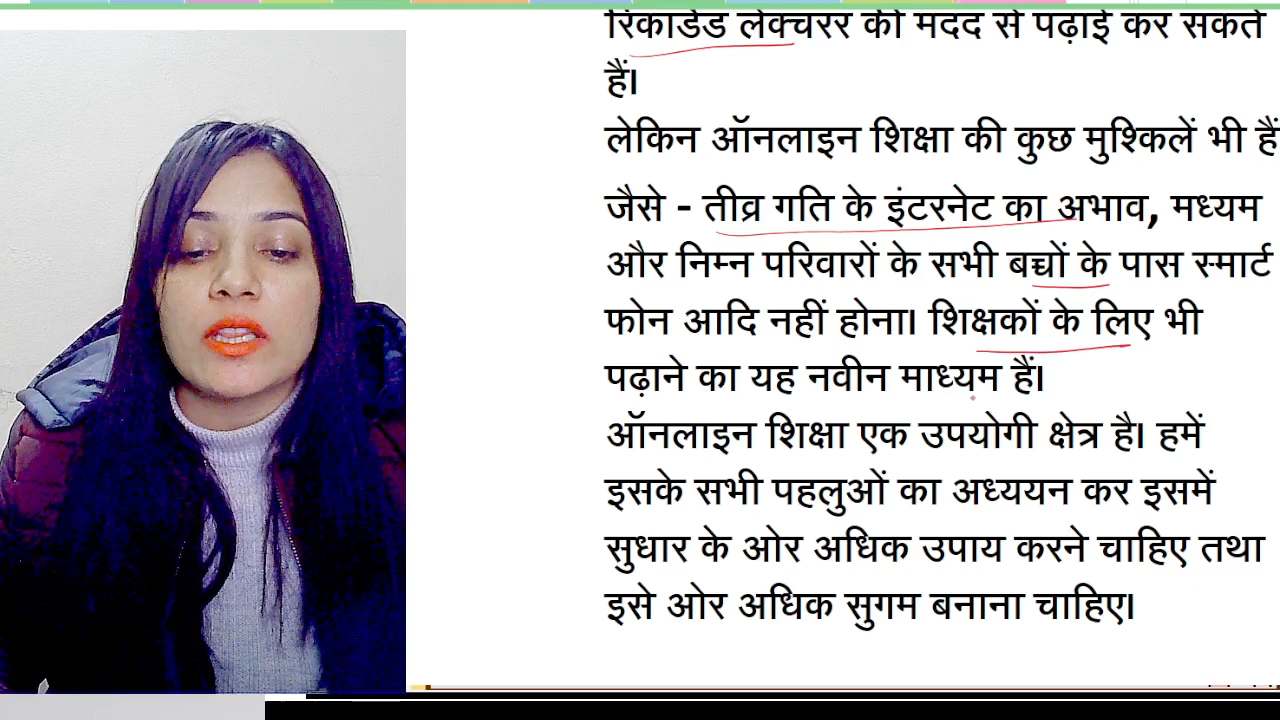 रिकार्डेड लेक्चरर की मदद से पढ़ाई कर सकते
हैं।
लेकिन ऑनलाइन शिक्षा की कुछ मुश्किलें भी हैं
जैसे - तीव्र गति के इंटरनेट का अभाव, मध्यम
और निम्न परिवारों के सभी बच्चों के पास स्मार्ट
फोन आदि नहीं होना। शिक्षकों के लिए भी
पढ़ाने का यह नवीन माध्यम हैं।
ऑनलाइन शिक्षा एक उपयोगी क्षेत्र है। हमें
इसके सभी पहलुओं का अध्ययन कर इसमें
सुधार के ओर अधिक उपाय करने चाहिए तथा
इसे ओर अधिक सुगम बनाना चाहिए।